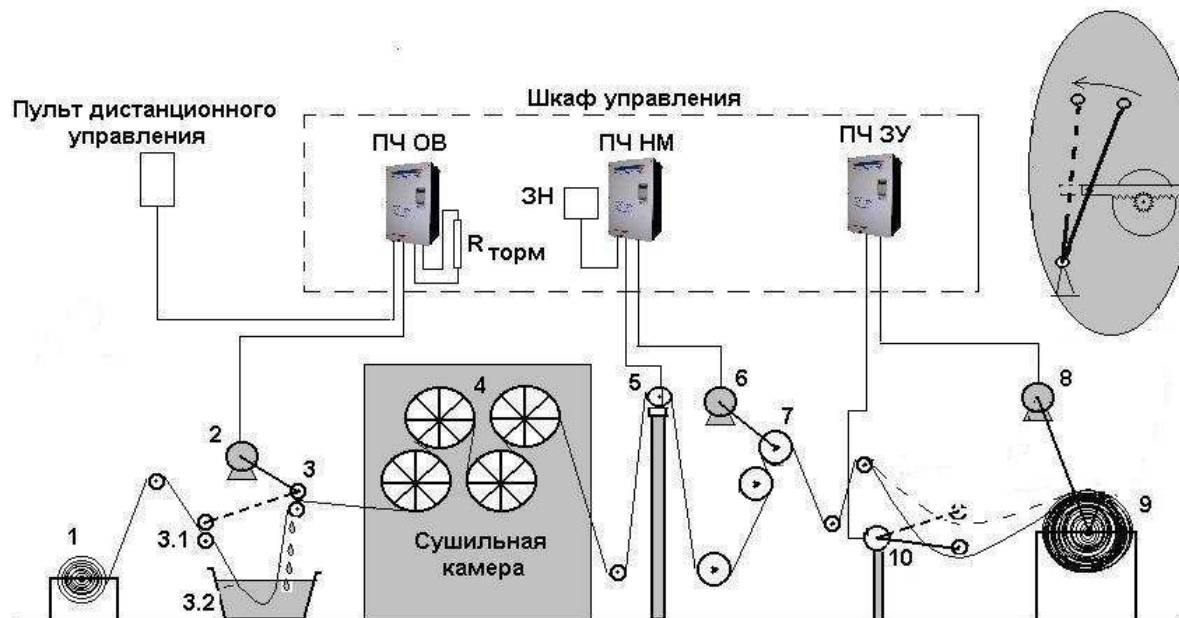 Пульт дистанционного
управления
Шкаф управления
ПЧ ОВ
ПЧ НМ
ПЧ ЗУ
ЗН
R торм
1
2
3
3.1
3.2
4
Сушильная
камера
5
6
7
8
9
10